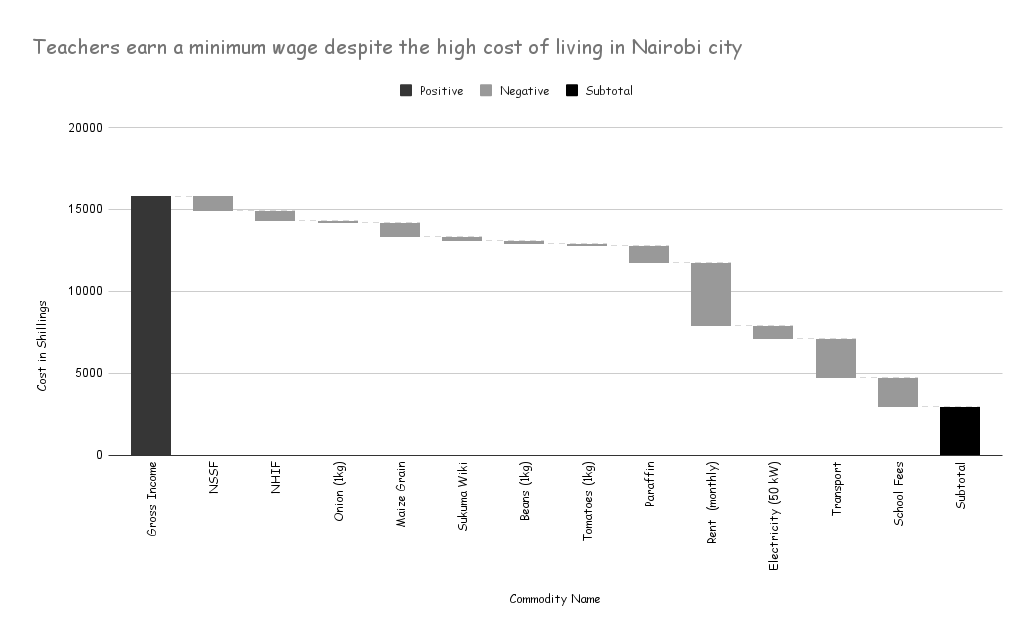 Teachers earn a minimum wage despite the high cost of living in Nairobi city
Positive Negative Subtotal
20000
15000
10000
5000
0
Cost in Shillings
Gross Income
NSSF
NHIF
Onion (1kg)
Maize Grain
Sukuma Wiki
Beans (1kg)
Tomatoes (1kg)
Paraffin
Rent (monthly)
Electricity (50 kW)
Transport
School Fees
Subtotal
Commodity Name